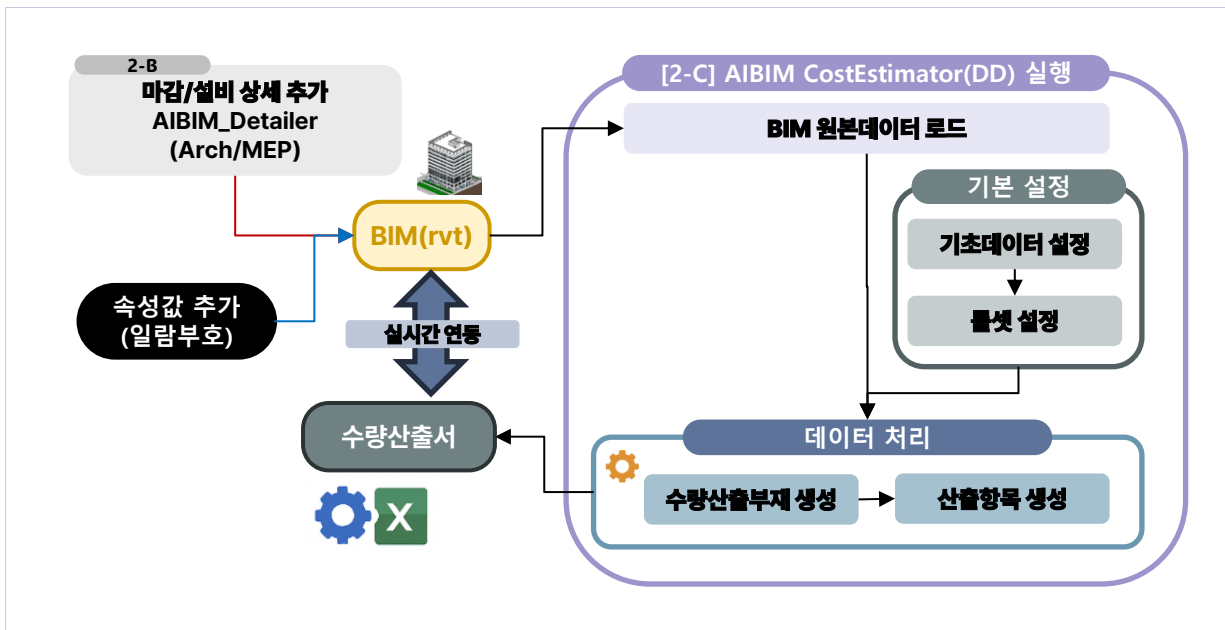 2-B
마감/설비 상세 추가
AIBIM_Detailer
(Arch/MEP)
BIM(rvt)
속성값 추가
(일람부호)
실시간 연동
수량산출서
X
[2-C] AIBIM CostEstimator(DD) 실행
BIM 원본데이터 로드
기본 설정
기초데이터 설정
룰셋 설정
데이터 처리
수량산출부재 생성
산출항목 생성